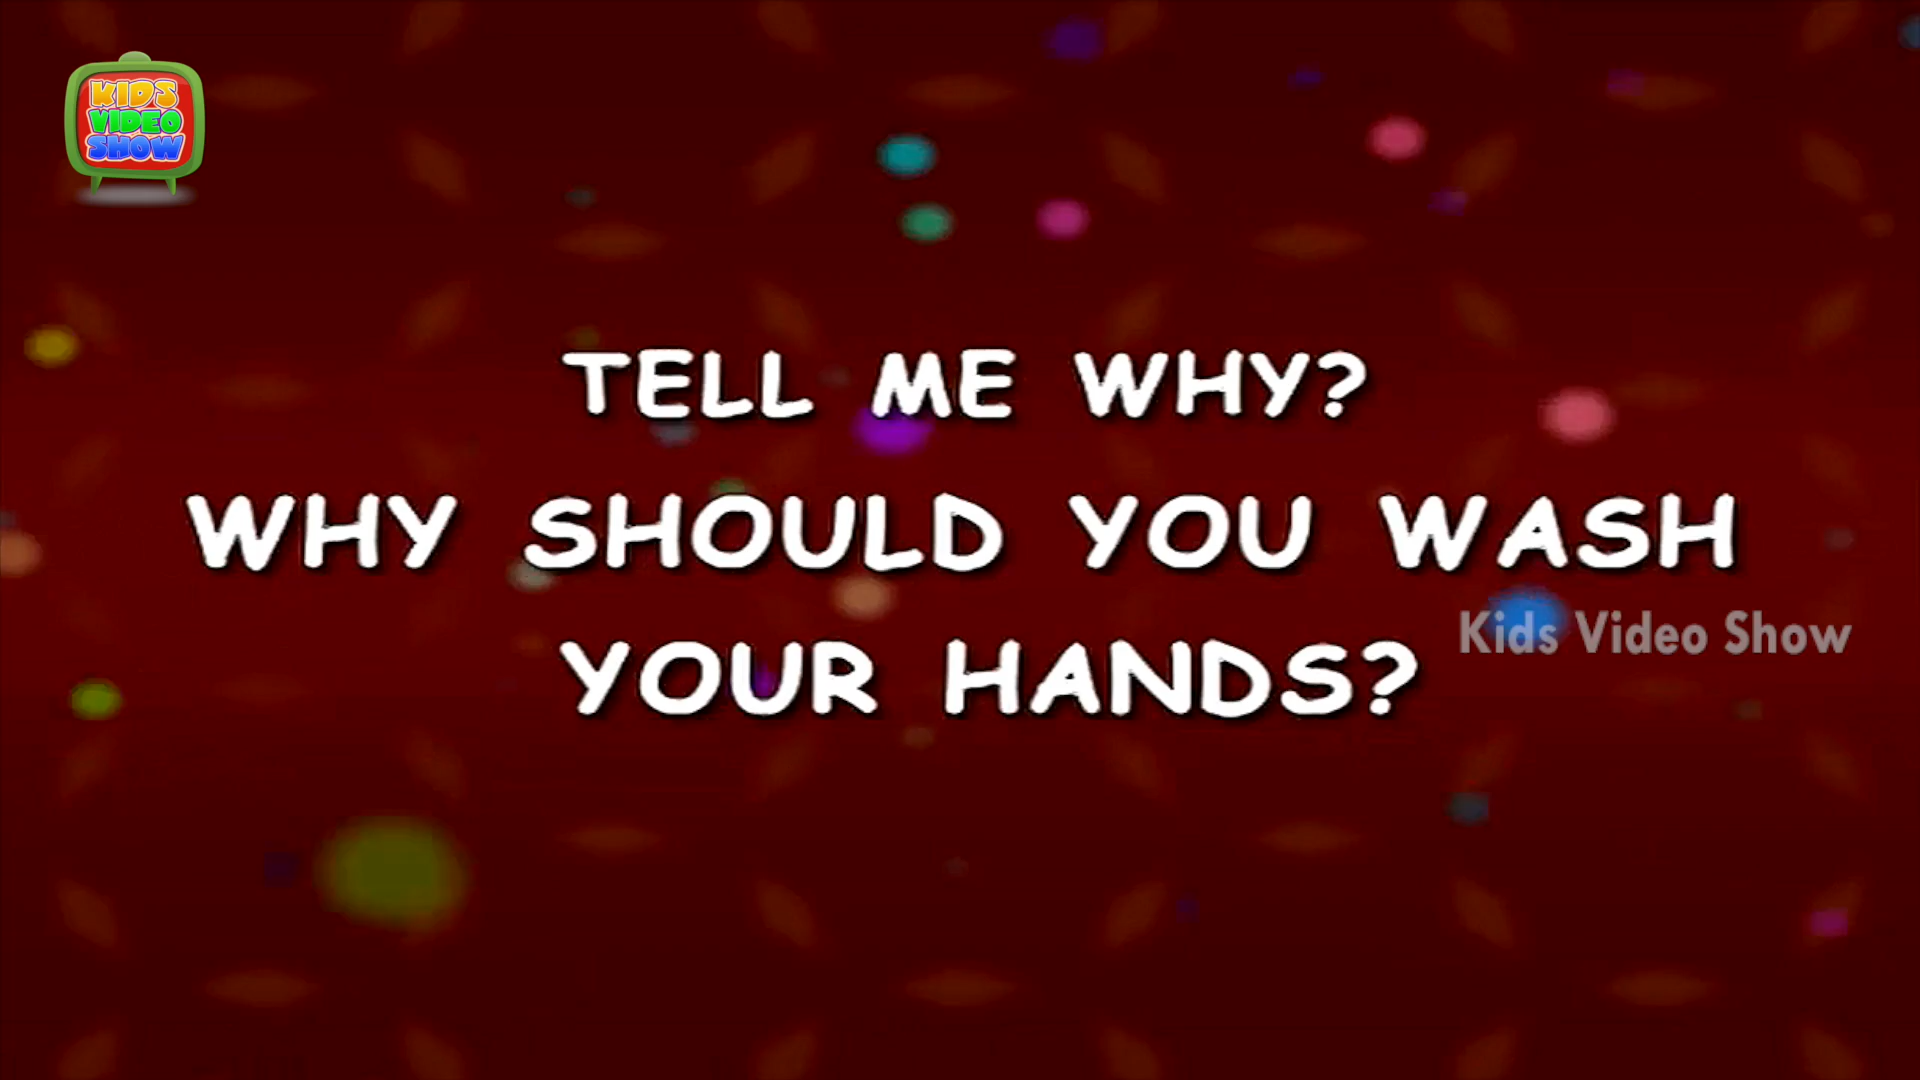 KIDS
VIDEO
SHOW
TELL ME WHY?
WHY SHOULD YOU WASH
YOUR HANDS?
Kids Video Show